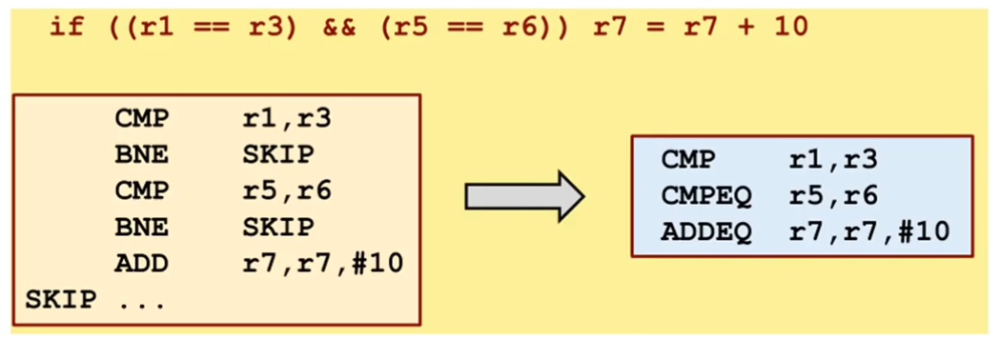 if ((r1 == r3) && (r5 == r6)) r7 = r7 + 10
CMP r1,r3
BNE SKIP
CMP r5,r6
BNE SKIP
ADD r7,r7,#10
SKIP ...
CMP r1,r3
CMPEQ r5,r6
ADDEQ r7,r7,#10